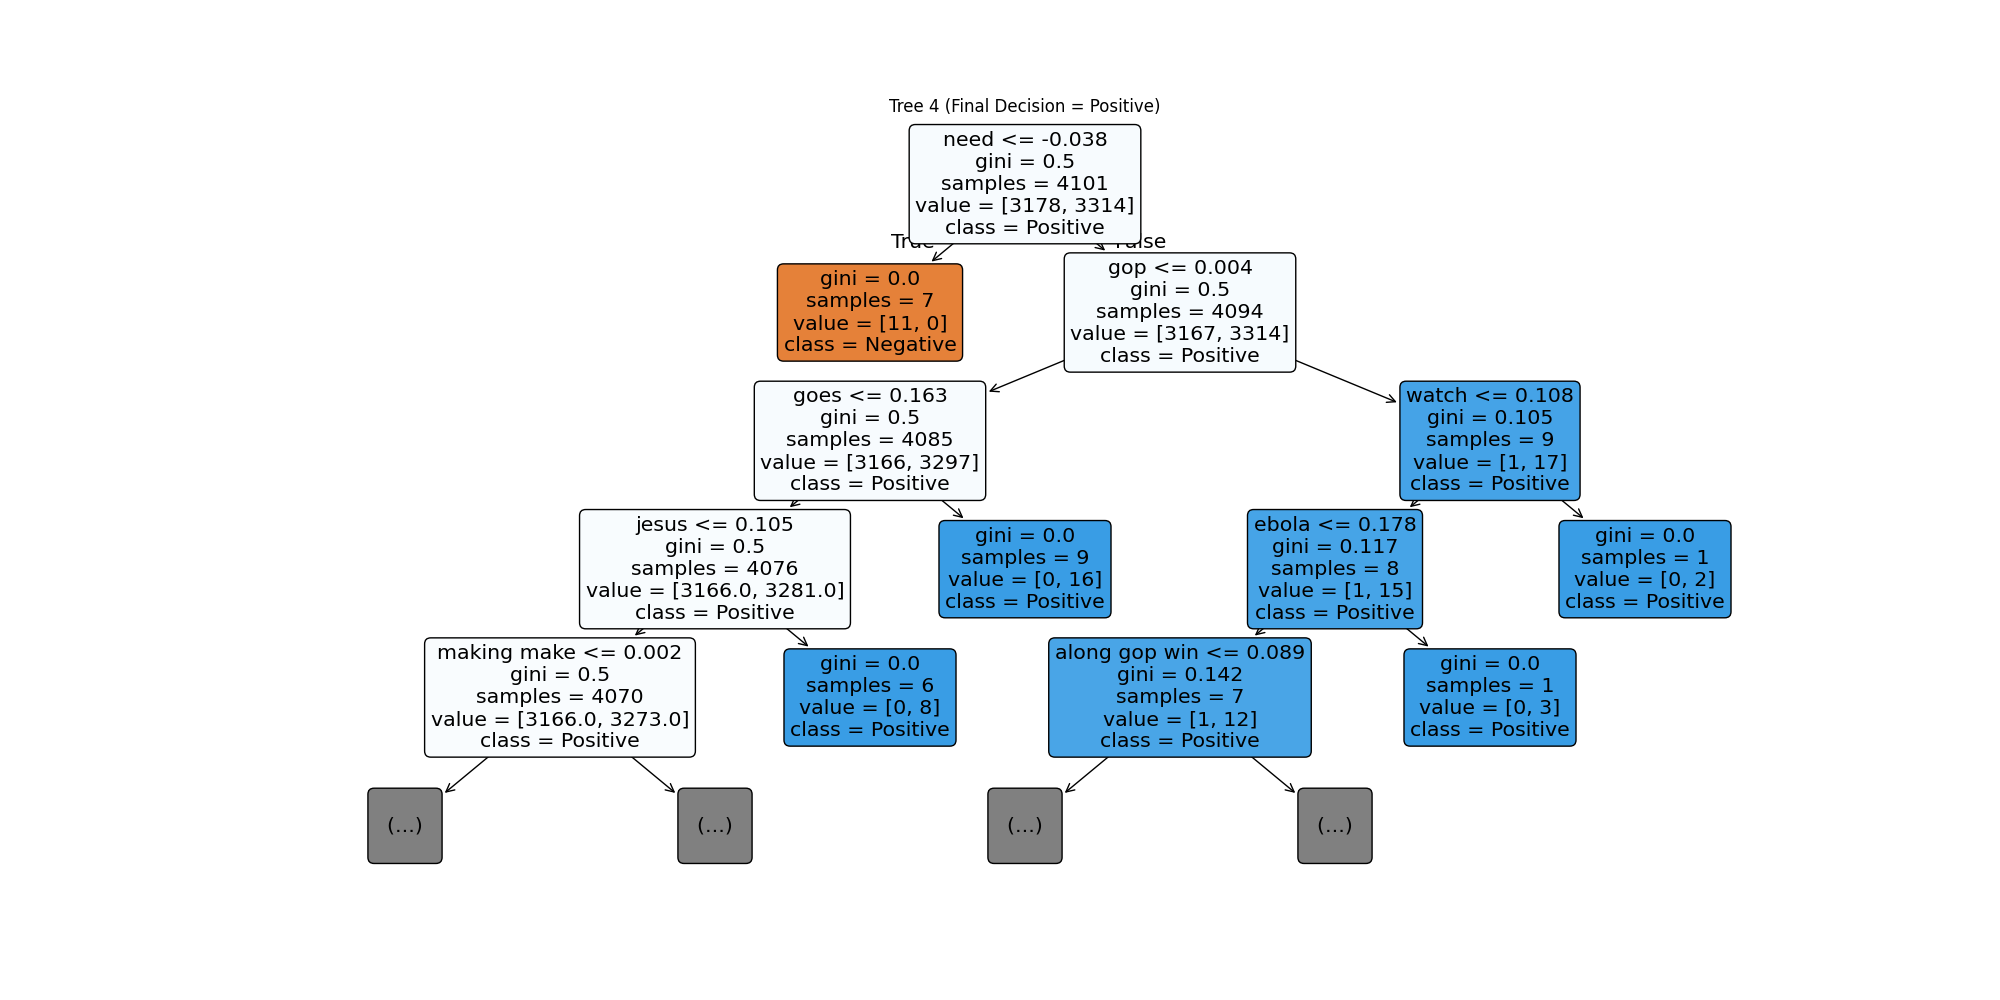 Tree 4 (Final Decision = Positive)
need <= -0.038
gini = 0.5
samples = 4101
value = [3178, 3314]
class = Positive
True
False
gini = 0.0
samples = 7
value = [11, 0]
class = Negative
gop <= 0.004
gini = 0.5
samples = 4094
value = [3167, 3314]
class = Positive
goes <= 0.163
gini = 0.5
samples = 4085
value = [3166, 3297]
class = Positive
watch <= 0.108
gini = 0.105
samples = 9
value = [1, 17]
class = Positive
jesus <= 0.105
gini = 0.5
samples = 4076
value = [3166.0, 3281.0]
class = Positive
gini = 0.0
samples = 9
value = [0, 16]
class = Positive
ebola <= 0.178
gini = 0.117
samples = 8
value = [1, 15]
class = Positive
gini = 0.0
samples = 1
value = [0, 2]
class = Positive
making make <= 0.002
gini = 0.5
samples = 4070
value = [3166.0, 3273.0]
class = Positive
gini = 0.0
samples = 6
value = [0, 8]
class = Positive
along gop win <= 0.089
gini = 0.142
samples = 7
value = [1, 12]
class = Positive
gini = 0.0
samples = 1
value = [0, 3]
class = Positive
(...)
(...)
(...)
(...)